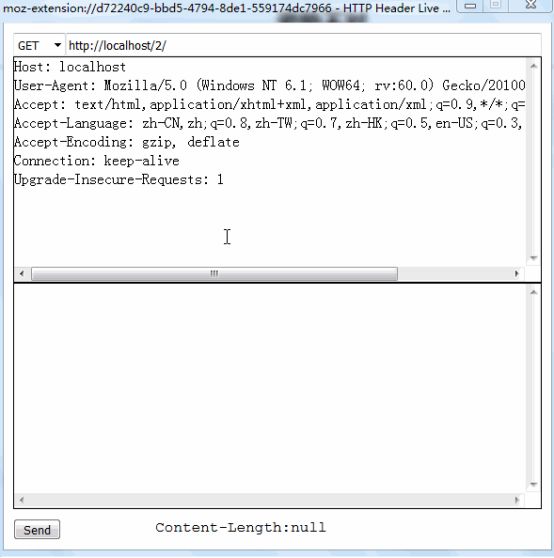 moz-extension://d72240c9-bbd5-4794-8de1-559174dc7966 - HTTP Header Live ...
GET http://localhost/2/
Host: localhost
User-Agent: Mozilla/5.0 (Windows NT 6.1; WOW64; rv:60.0) Gecko/20100
Accept: text/html,application/xhtml+xml,application/xml;q=0.9,*/*;q=
Accept-Language: zh-CN,zh;q=0.8,zh-TW;q=0.7,zh-HK;q=0.5,en-US;q=0.3,
Accept-Encoding: gzip, deflate
Connection: keep-alive
Upgrade-Insecure-Requests: 1
Send Content-Length:null